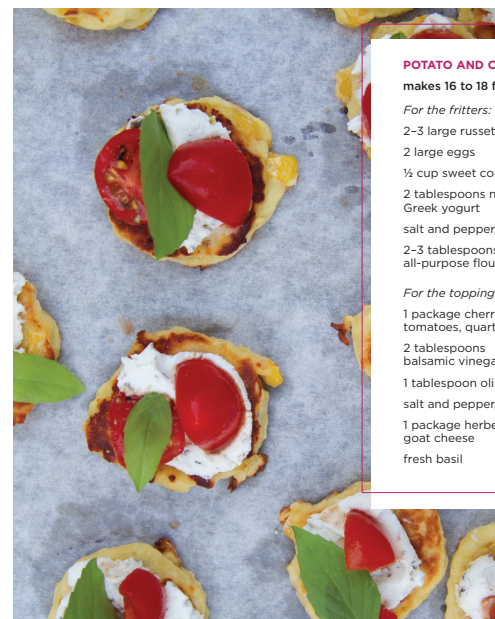 POTATO AND C
makes 16 to 18 f
For the fritters:
2–3 large russet
2 large eggs
½ cup sweet co
2 tablespoons n
Greek yogurt
salt and pepper,
2–3 tablespoons
all-purpose flou
For the topping
1 package cherr
tomatoes, quart
2 tablespoons
balsamic vinega
1 tablespoon oli
salt and pepper,
1 package herbe
goat cheese
fresh basil